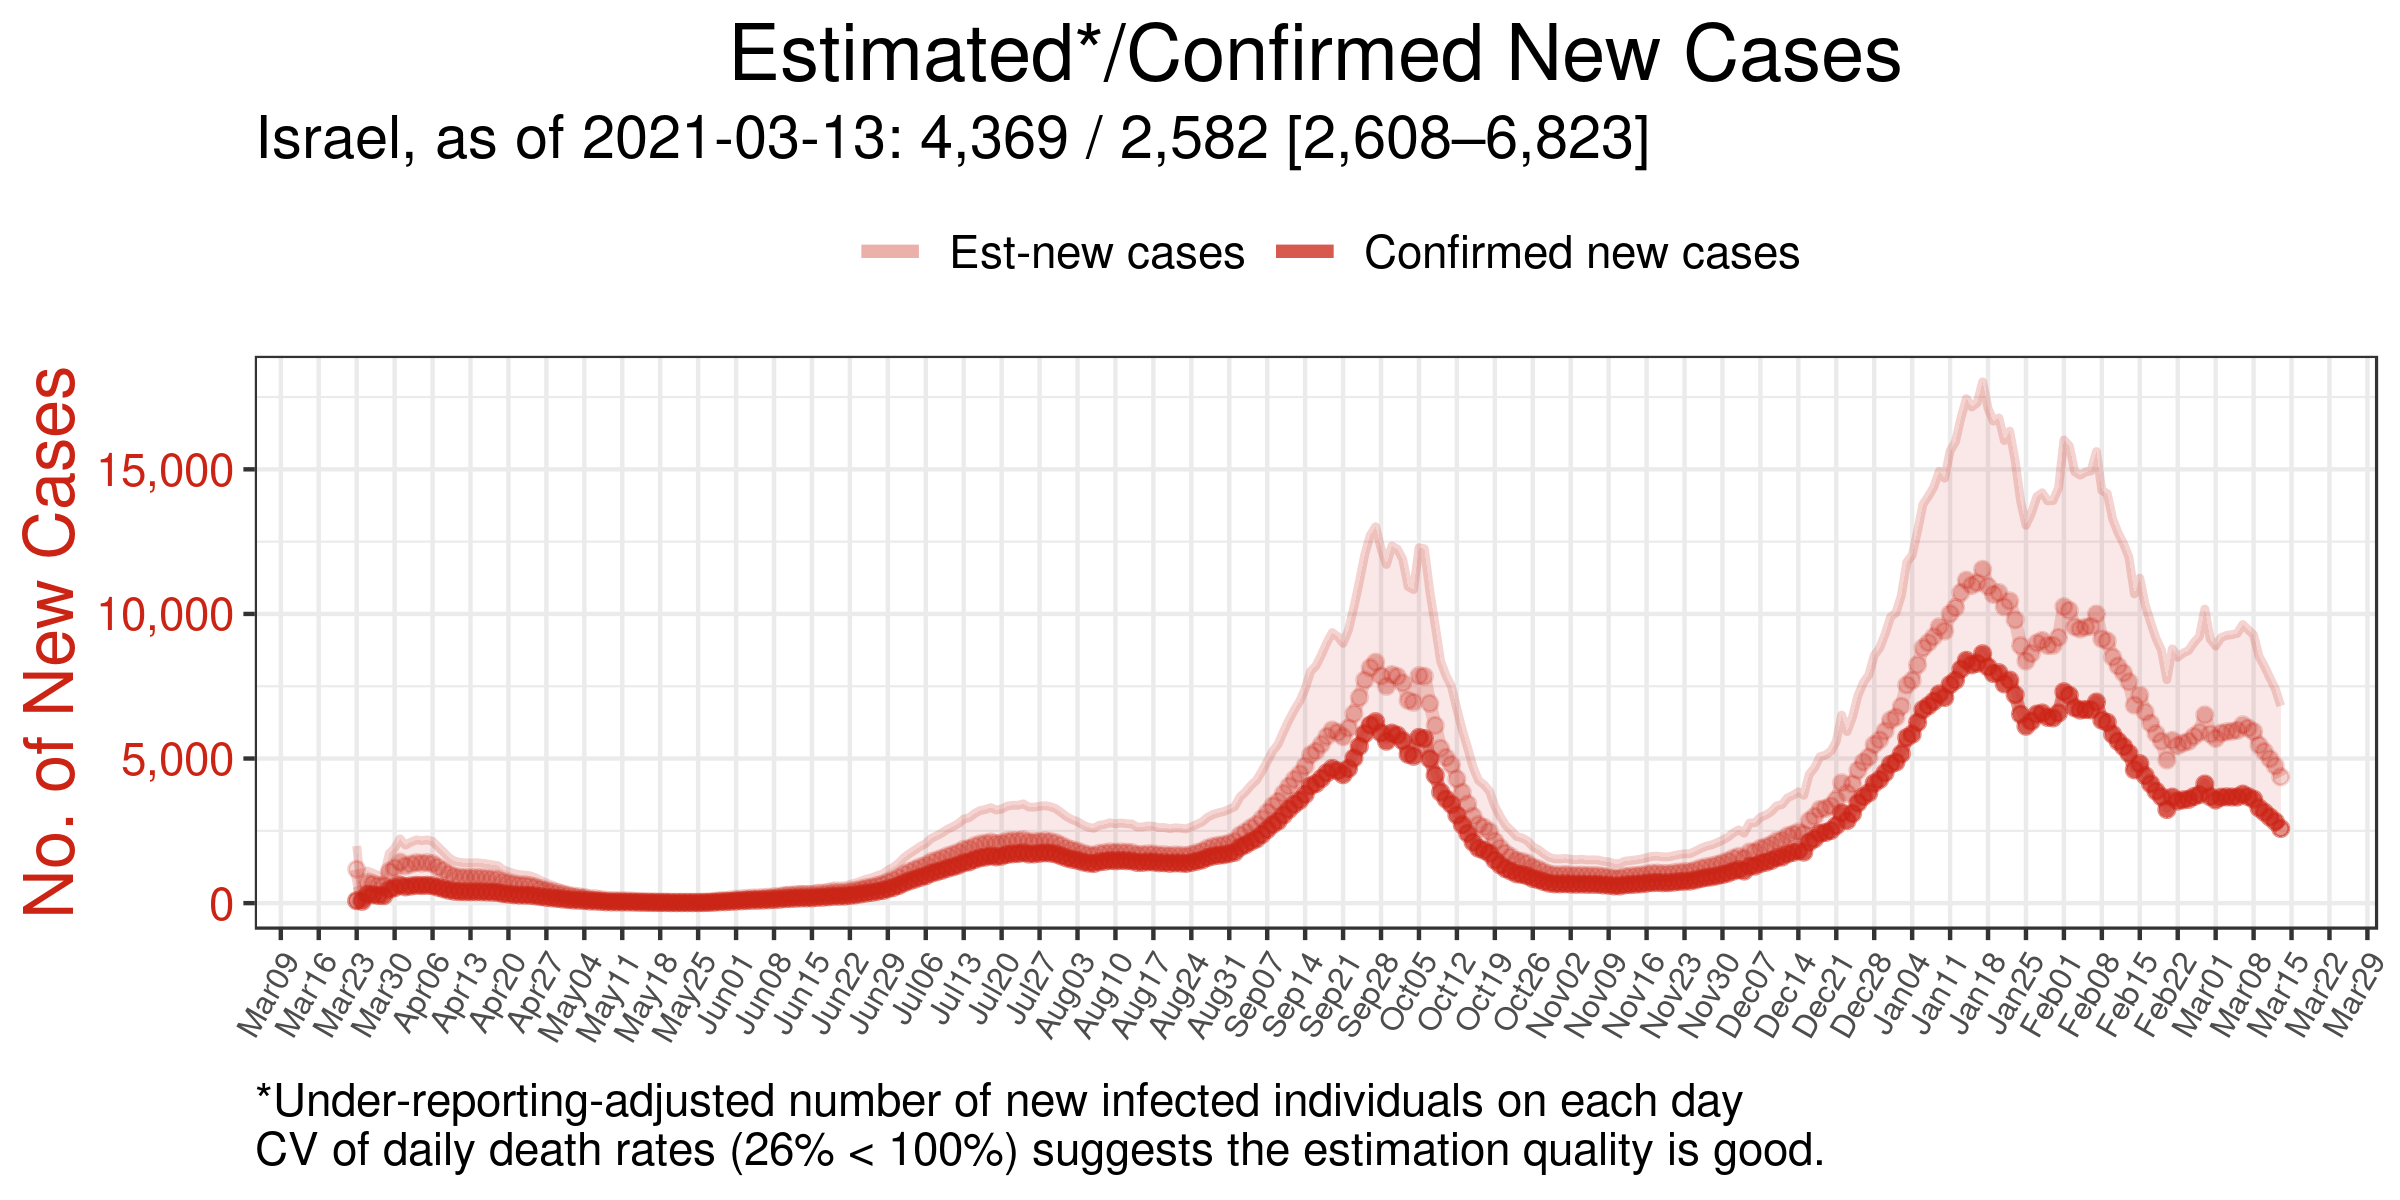 Estimated*/Confirmed New Cases
Israel, as of 2021-03-13: 4,369 / 2,582 [2,608–6,823]
Est-new cases Confirmed new cases
No. of New Cases
15,000
10,000
5,000
0
Mar09 Mar16 Mar23 Mar30 Apr06 Apr13 Apr20 Apr27 May04 May11 May18 May25 Jun01 Jun08 Jun15 Jun22 Jun29 Jul06 Jul13 Jul20 Jul27 Aug03 Aug10 Aug17 Aug24 Aug31 Sep07 Sep14 Sep21 Sep28 Oct05 Oct12 Oct19 Oct26 Nov02 Nov09 Nov16 Nov23 Nov30 Dec07 Dec14 Dec21 Dec28 Jan04 Jan11 Jan18 Jan25 Feb01 Feb08 Feb15 Feb22 Mar01 Mar08 Mar15 Mar22 Mar29
*Under-reporting-adjusted number of new infected individuals on each day
CV of daily death rates (26% < 100%) suggests the estimation quality is good.